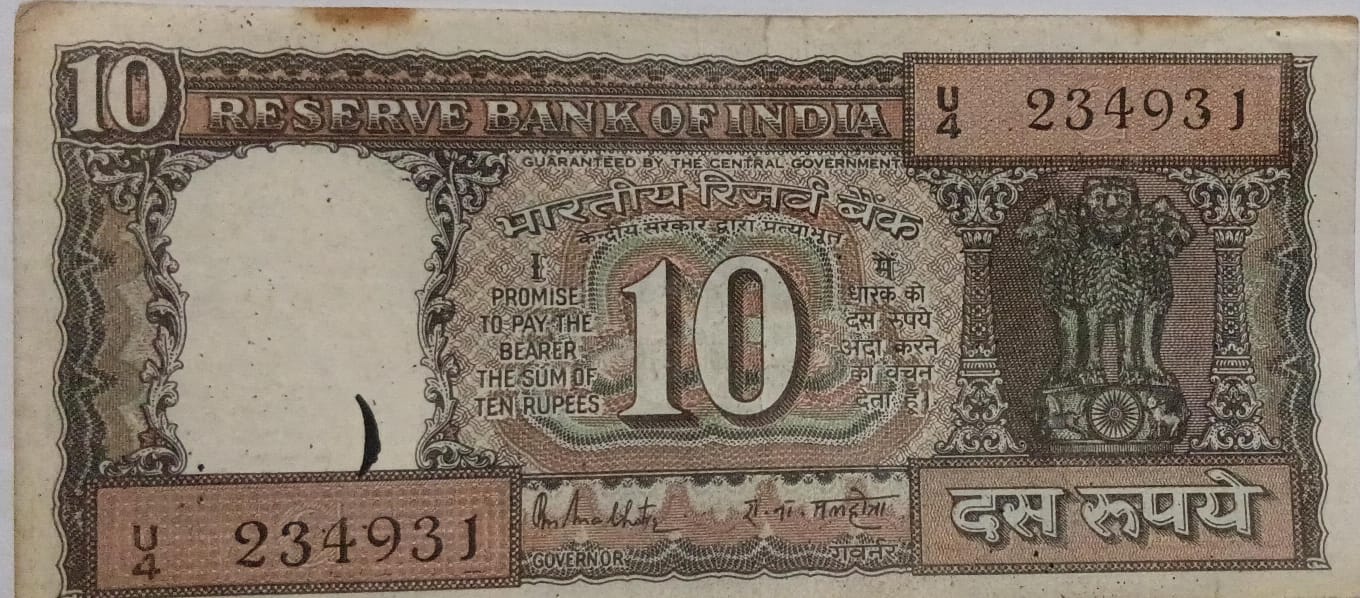 10
RESERVE BANK OF INDIA
U/4 234931
GUARANTEED BY THE CENTRAL GOVERNMENT
भारतीय रिज़र्व बैंक
केन्द्रीय सरकार द्वारा प्रत्याभूत
I
PROMISE
TO PAY THE
BEARER
THE SUM OF
TEN RUPEES
10
मैं
धारक को
दस रुपये
अदा करने
का वचन
देता हूँ।
U/4 234931
रा. ना. मल्होत्रा
GOVERNOR
गवर्नर
दस रूपये